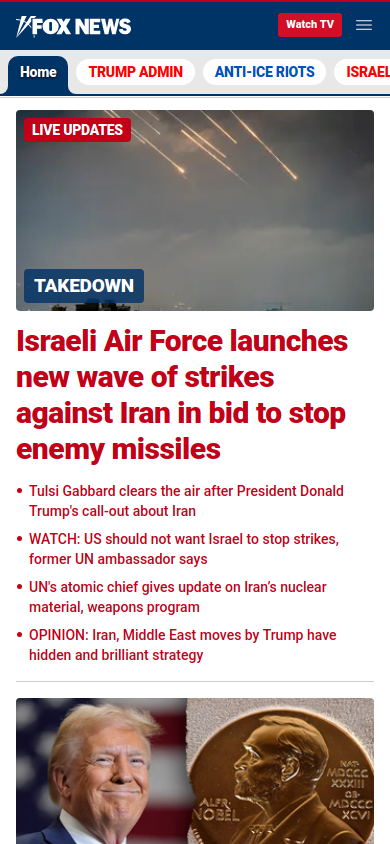 FOX NEWS
Watch TV
Home
TRUMP ADMIN
ANTI-ICE RIOTS
ISRAEL
LIVE UPDATES
TAKEDOWN
Israeli Air Force launches
new wave of strikes
against Iran in bid to stop
enemy missiles
• Tulsi Gabbard clears the air after President Donald
Trump's call-out about Iran
• WATCH: US should not want Israel to stop strikes,
former UN ambassador says
• UN's atomic chief gives update on Iran’s nuclear
material, weapons program
• OPINION: Iran, Middle East moves by Trump have
hidden and brilliant strategy
ALFR.
NOBEL
NAT-
MDCCC
XXXIII
OB-
MDCCC
XCVI